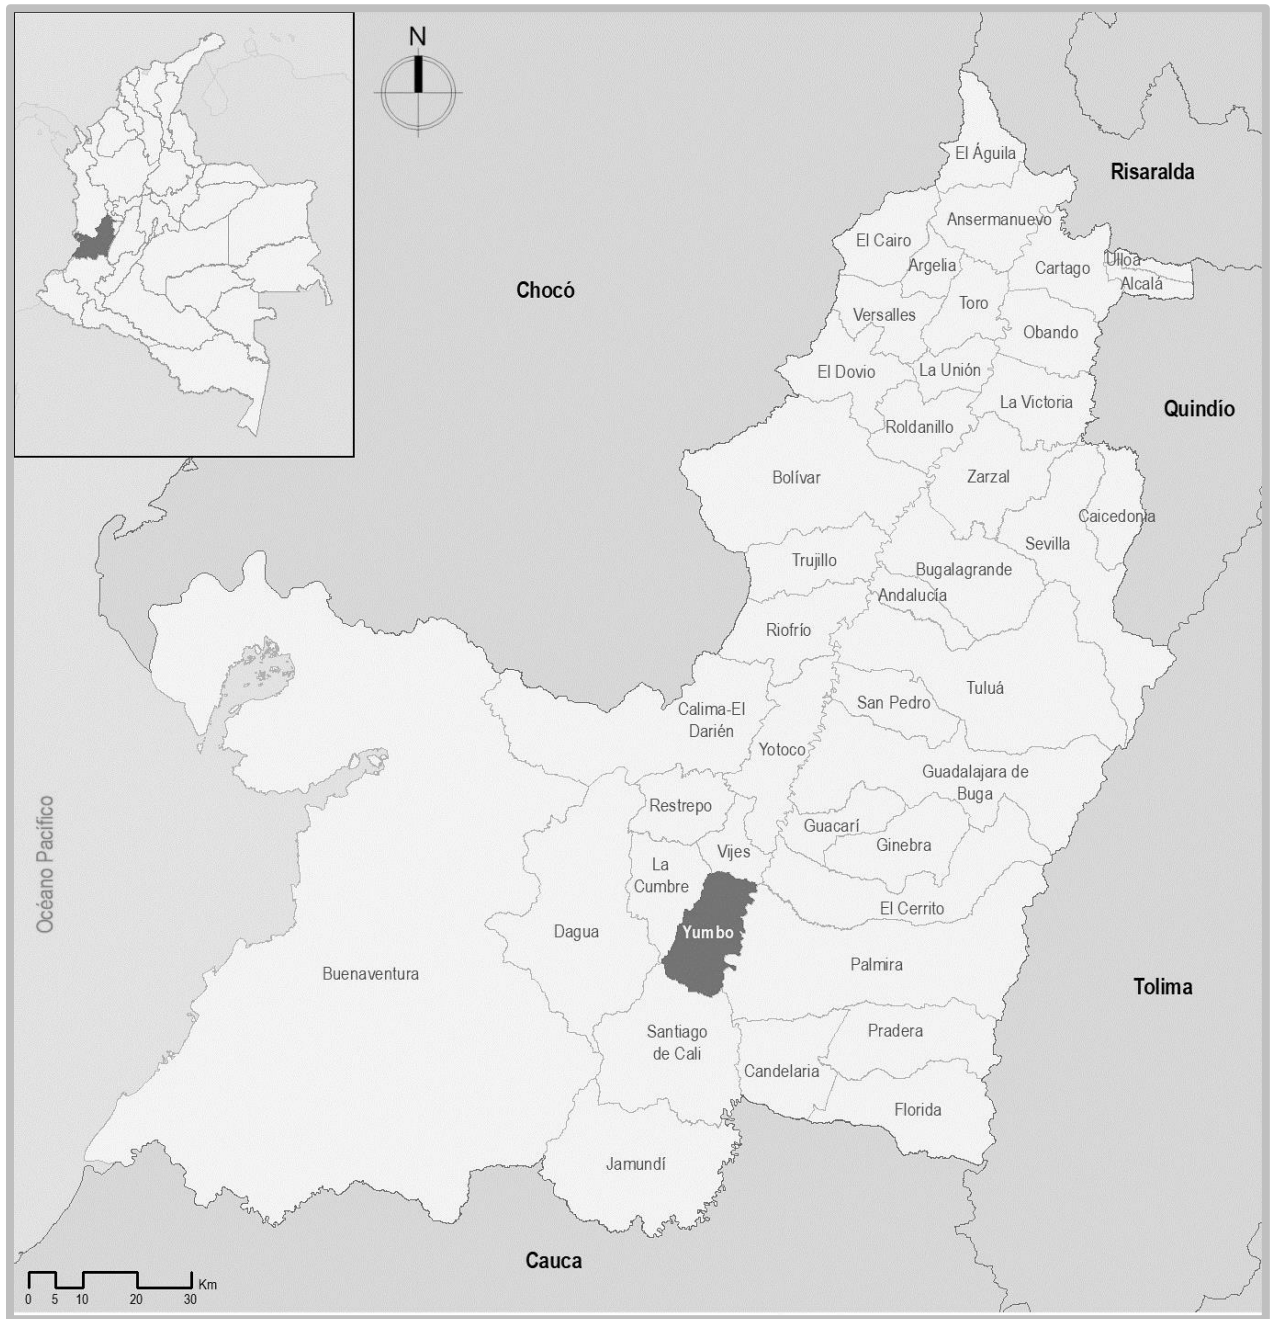 N
El Águila
Risaralda
Ansermanuevo
El Cairo
Argelia
Cartago
Ulloa
Alcalá
Chocó
Toro
Versalles
Obando
El Dovio
La Unión
La Victoria
Quindío
Roldanillo
Bolívar
Zarzal
Caicedonia
Sevilla
Trujillo
Bugalagrande
Andalucía
Riofrío
Tuluá
San Pedro
Calima-El
Darién
Yotoco
Guadalajara de
Buga
Restrepo
Guacarí
Ginebra
Vijes
La
Cumbre
El Cerrito
Océano Pacífico
Dagua
Yumbo
Palmira
Buenaventura
Tolima
Santiago
de Cali
Pradera
Candelaria
Florida
Jamundí
Cauca
Km
0 5 10 20 30